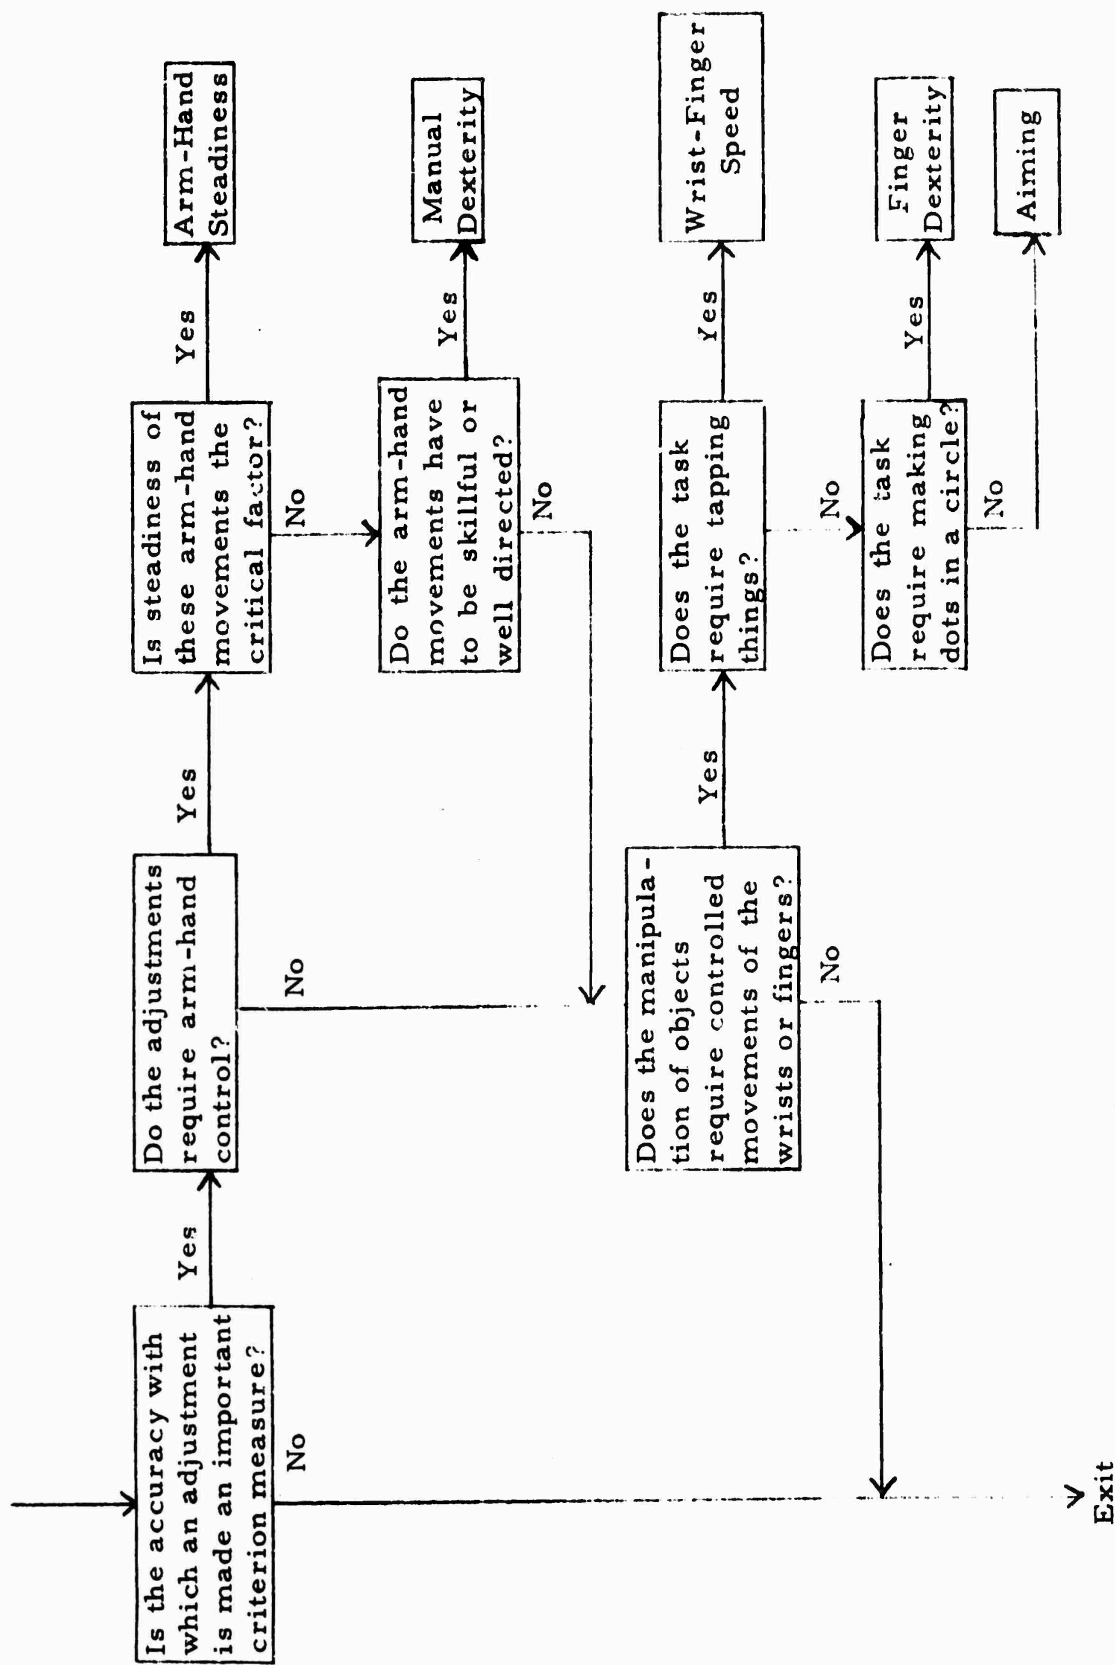 Is the accuracy with
which an adjustment
is made an important
criterion measure?
Yes
No
Do the adjustments
require arm-hand
control?
Yes
No
Is steadiness of
these arm-hand
movements the
critical factor?
Yes
No
Arm-Hand
Steadiness
Do the arm-hand
movements have
to be skillful or
well directed?
Yes
No
Manual
Dexterity
Does the manipula-
tion of objects
require controlled
movements of the
wrists or fingers?
Yes
No
Does the task
require tapping
things?
Yes
No
Wrist-Finger
Speed
Does the task
require making
dots in a circle?
Yes
No
Finger
Dexterity
Aiming
Exit